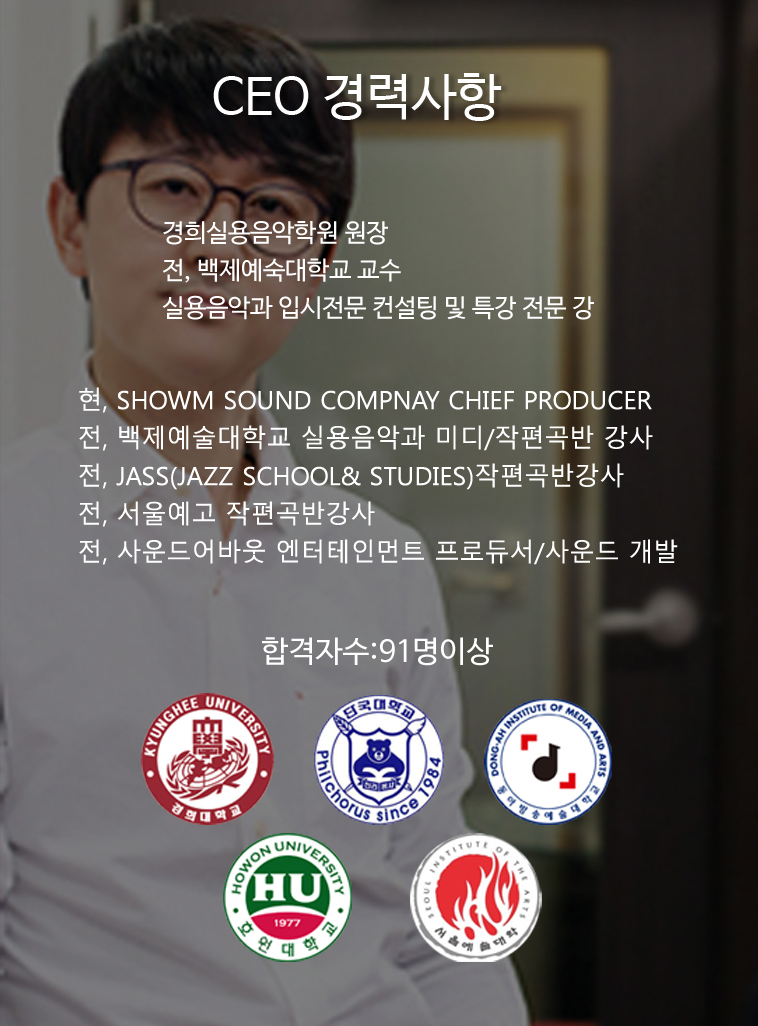 CEO 경력사항
경희실용음악학원 원장
전, 백제예숙대학교 교수
실용음악과 입시전문 컨설팅 및 특강 전문 강
현, SHOWM SOUND COMPNAY CHIEF PRODUCER
전, 백제예술대학교 실용음악과 미디/작편곡반 강사
전, JASS(JAZZ SCHOOL& STUDIES)작편곡반강사
전, 서울예고 작편곡반강사
전, 사운드어바웃 엔터테인먼트 프로듀서/사운드 개발
합격자수:91명이상
KYUNGHEE UNIVERSITY
경희대학교
단국대학교
Philchorus since 1984
DONG-AH INSTITUTE OF MEDIA AND ARTS
동아방송예술대학교
HOWON UNIVERSITY
HU
1977
호원대학교
SEOUL INSTITUTE OF THE ARTS
서울예술대학